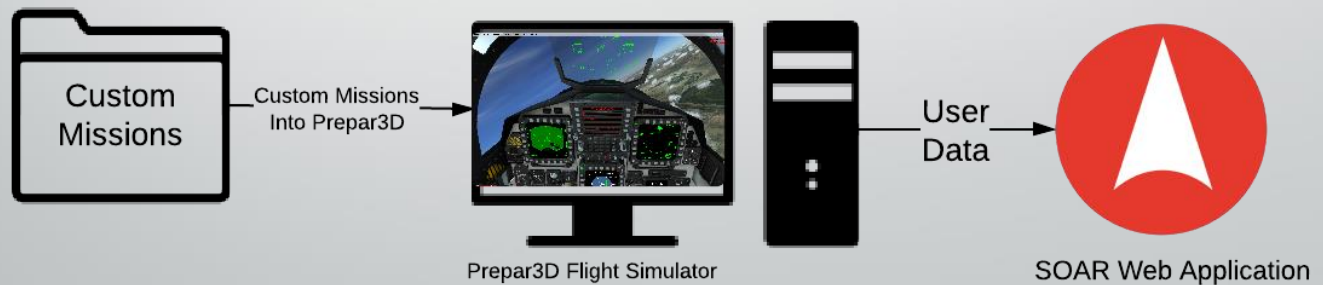 Custom
Missions
Custom Missions
Into Prepar3D
User
Data
Prepar3D Flight Simulator
SOAR Web Application